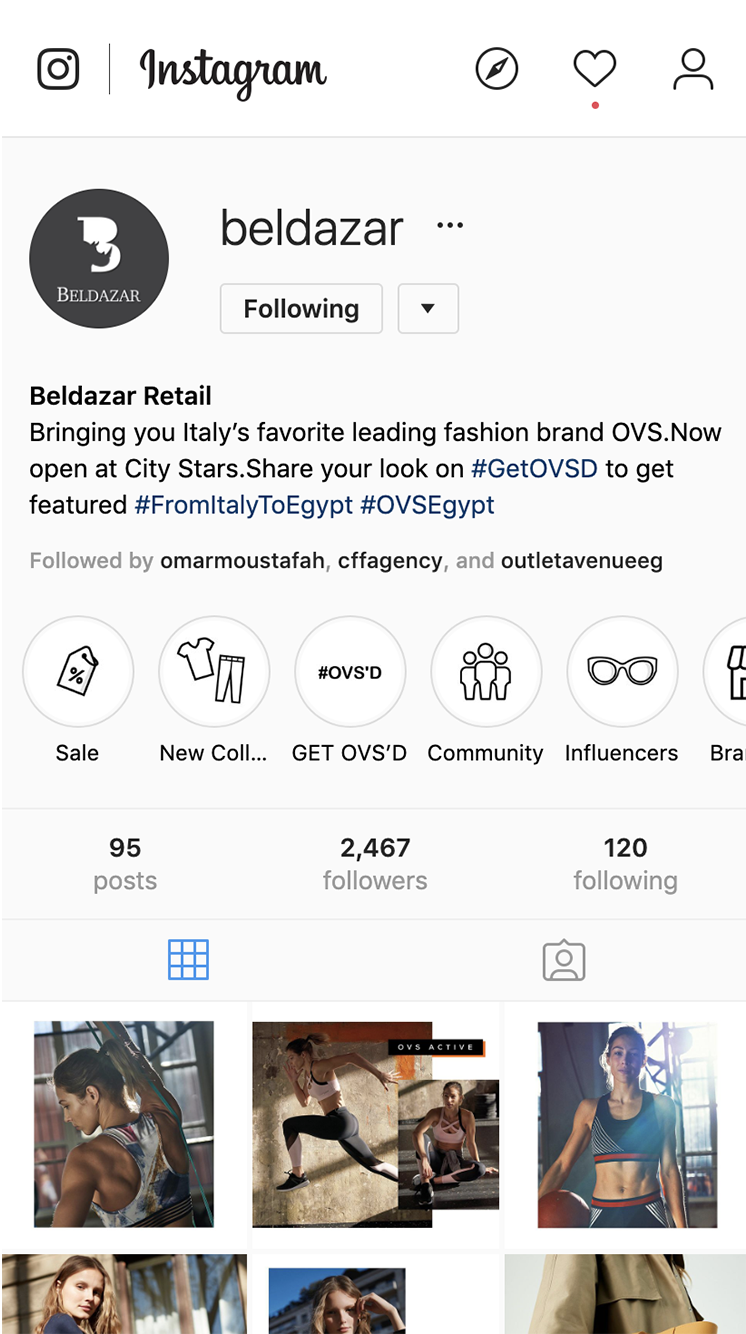 Instagram
beldazar ...
BELDAZAR
Following
Beldazar Retail
Bringing you Italy’s favorite leading fashion brand OVS.Now
open at City Stars.Share your look on #GetOVSD to get
featured #FromItalyToEgypt #OVSEgypt
Followed by omarmoustafah, cffagency, and outletavenueeg
%
#OVS'D
Sale
New Coll...
GET OVS’D
Community
Influencers
Bra
95
2,467
120
posts
followers
following
OVS ACTIVE